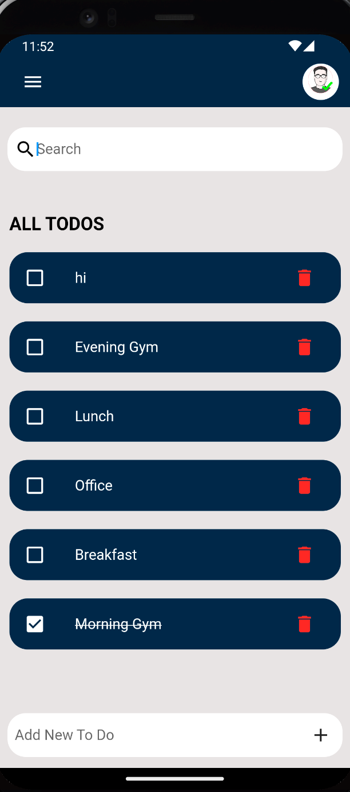 11:52
Search
ALL TODOS
hi
Evening Gym
Lunch
Office
Breakfast
Morning Gym
Add New To Do